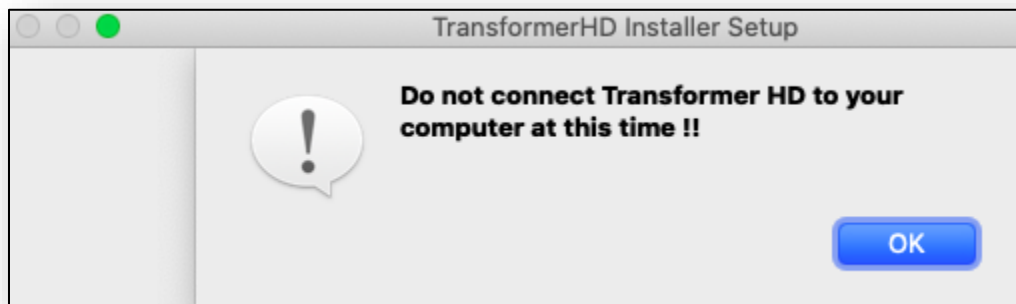 TransformerHD Installer Setup
Do not connect Transformer HD to your
computer at this time !!
OK